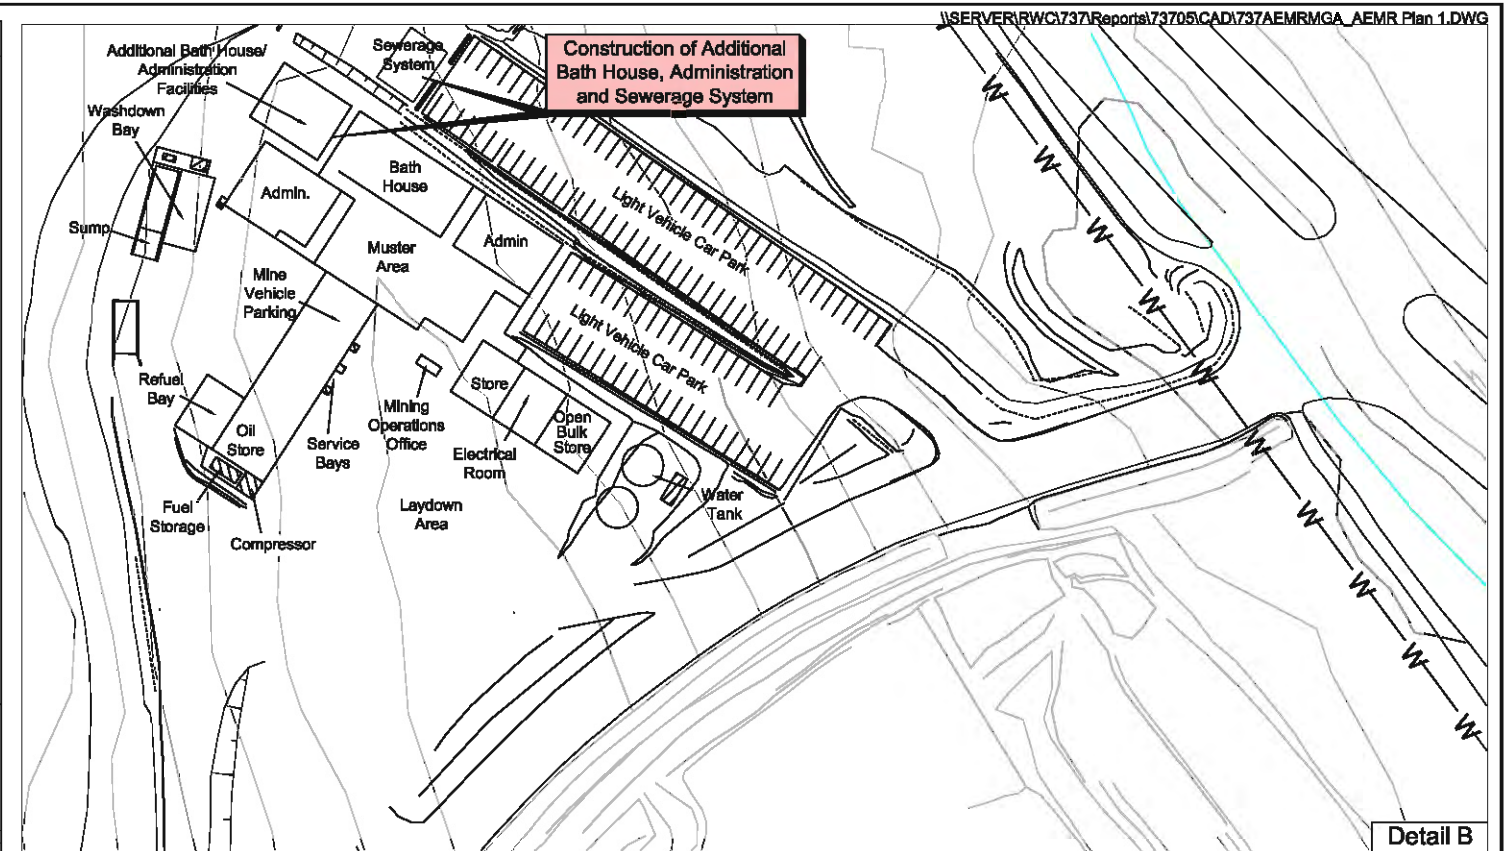 \\SERVER\RWC\737\Reports\73705\CAD\737AEMRMGA_AEMR Plan 1.DWG
Additional Bath House/
Administration
Facilities
Sewerage
System
Construction of Additional
Bath House, Administration
and Sewerage System
Washdown
Bay
Bath
House
Admin.
Sump
Admin
Muster
Area
Light Vehicle Car Park
Mine
Vehicle
Parking
Light Vehicle Car Park
Refuel
Bay
Store
Oil
Store
Service
Bays
Mining
Operations
Office
Electrical
Room
Open
Bulk
Store
Fuel
Storage
Compressor
Laydown
Area
Water
Tank
W
W
W
W
W
W
W
W
W
W
Detail B